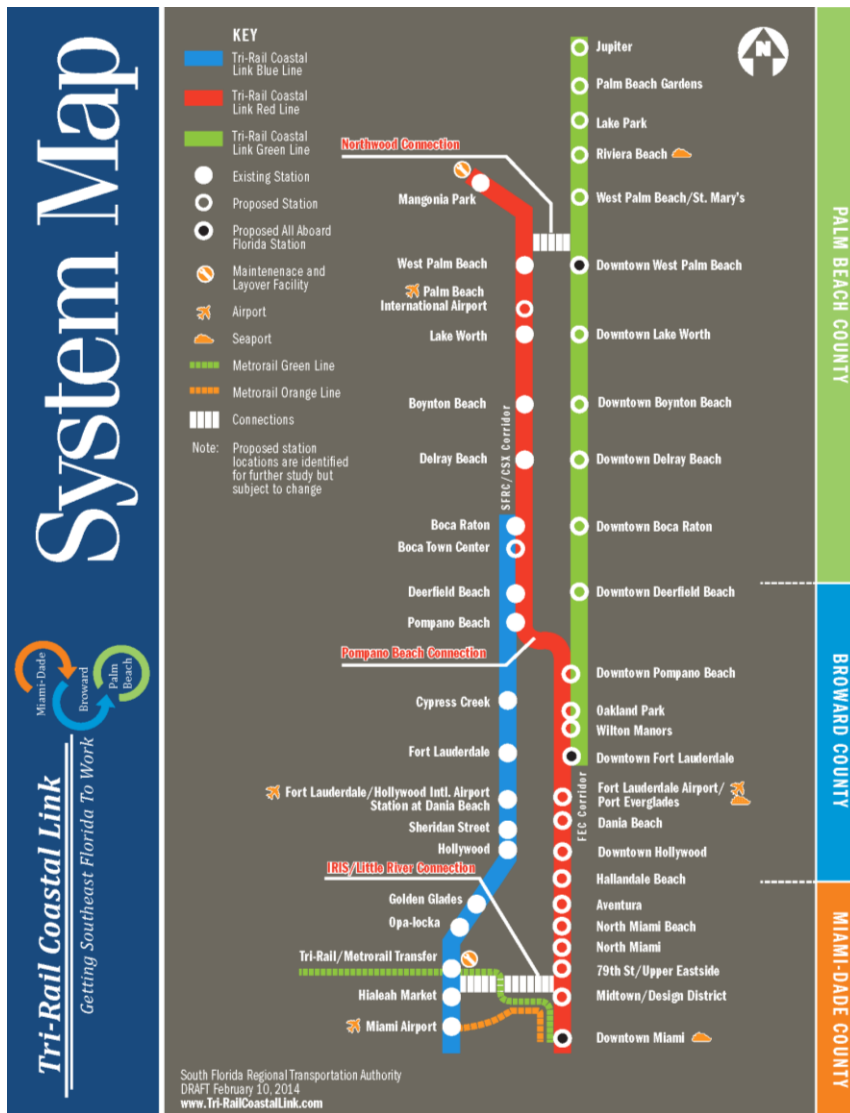 System Map
Miami-Dade
Broward
Palm
Beach
Tri-Rail Coastal Link
Getting Southeast Florida To Work
KEY
Tri-Rail Coastal
Link Blue Line
Tri-Rail Coastal
Link Red Line
Tri-Rail Coastal
Link Green Line
Existing Station
Proposed Station
Proposed All Aboard
Florida Station
Maintenenace and
Layover Facility
Airport
Seaport
Metrorail Green Line
Metrorail Orange Line
Connections
Note: Proposed station
locations are identified
for further study but
subject to change
N
Northwood Connection
Mangonia Park
West Palm Beach
Palm Beach
International Airport
Lake Worth
Boynton Beach
Delray Beach
SFRC/CSX Corridor
Boca Raton
Boca Town Center
Deerfield Beach
Pompano Beach
Pompano Beach Connection
Cypress Creek
Fort Lauderdale
Fort Lauderdale/Hollywood Intl. Airport
Station at Dania Beach
Sheridan Street
Hollywood
IRIS/Little River Connection
Golden Glades
Opa-locka
Tri-Rail/Metrorail Transfer
Hialeah Market
Miami Airport
Jupiter
Palm Beach Gardens
Lake Park
Riviera Beach
West Palm Beach/St. Mary's
Downtown West Palm Beach
Downtown Lake Worth
Downtown Boynton Beach
Downtown Delray Beach
Downtown Boca Raton
Downtown Deerfield Beach
Downtown Pompano Beach
Oakland Park
Wilton Manors
Downtown Fort Lauderdale
FEC Corridor
Fort Lauderdale Airport/
Port Everglades
Dania Beach
Downtown Hollywood
Hallandale Beach
Aventura
North Miami Beach
North Miami
79th St/Upper Eastside
Midtown/Design District
Downtown Miami
PALM BEACH COUNTY
BROWARD COUNTY
MIAMI-DADE COUNTY
South Florida Regional Transportation Authority
DRAFT February 10, 2014
www.Tri-RailCoastalLink.com